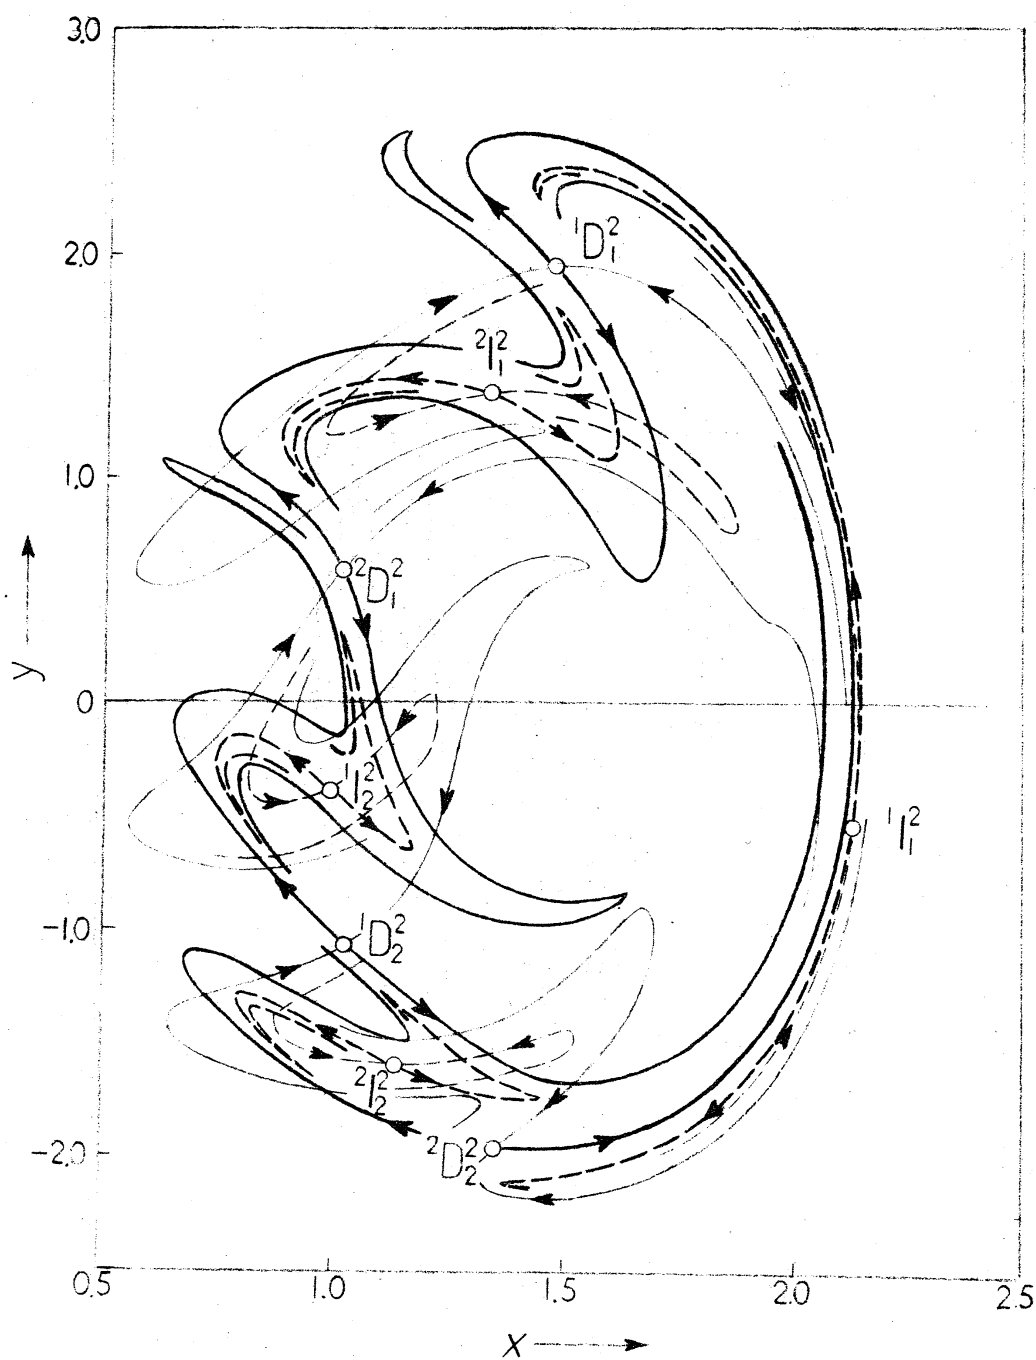 3.0
2.0
1.0
0
−1.0
−2.0
y
¹D₁²
²I₁²
²D₁²
¹I₂²
¹I₁²
¹D₂²
²I₂²
²D₂²
0.5 1.0 1.5 2.0 2.5
X